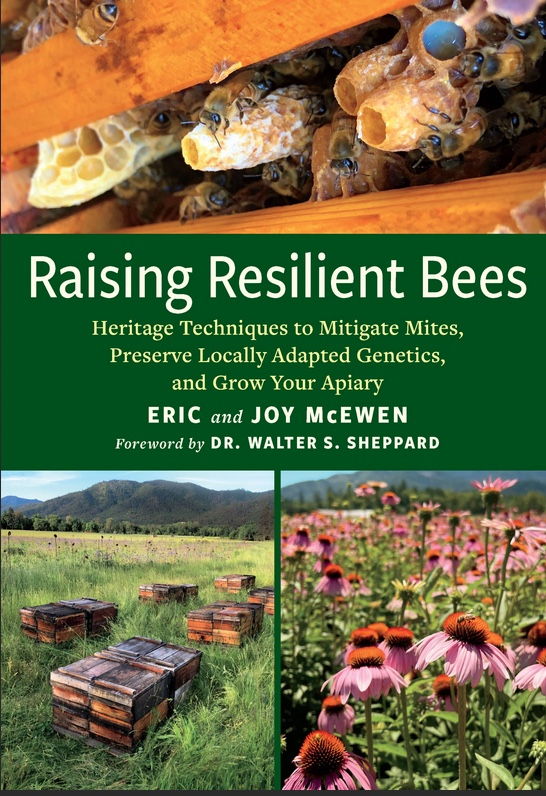 Raising Resilient Bees
Heritage Techniques to Mitigate Mites,
Preserve Locally Adapted Genetics,
and Grow Your Apiary
ERIC and JOY McEWEN
Foreword by DR. WALTER S. SHEPPARD